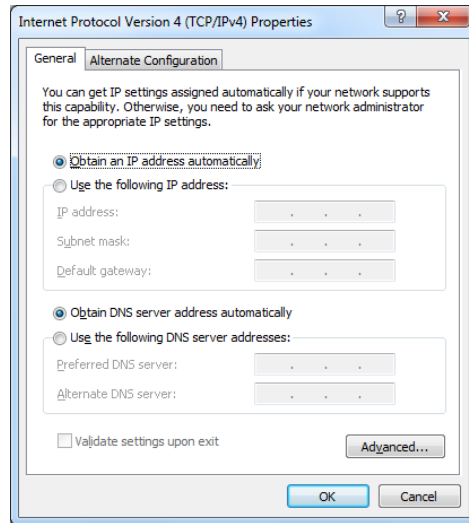 Internet Protocol Version 4 (TCP/IPv4) Properties
General
Alternate Configuration
You can get IP settings assigned automatically if your network supports
this capability. Otherwise, you need to ask your network administrator
for the appropriate IP settings.
Obtain an IP address automatically
Use the following IP address:
IP address:
Subnet mask:
Default gateway:
Obtain DNS server address automatically
Use the following DNS server addresses:
Preferred DNS server:
Alternate DNS server:
Validate settings upon exit
Advanced...
OK
Cancel